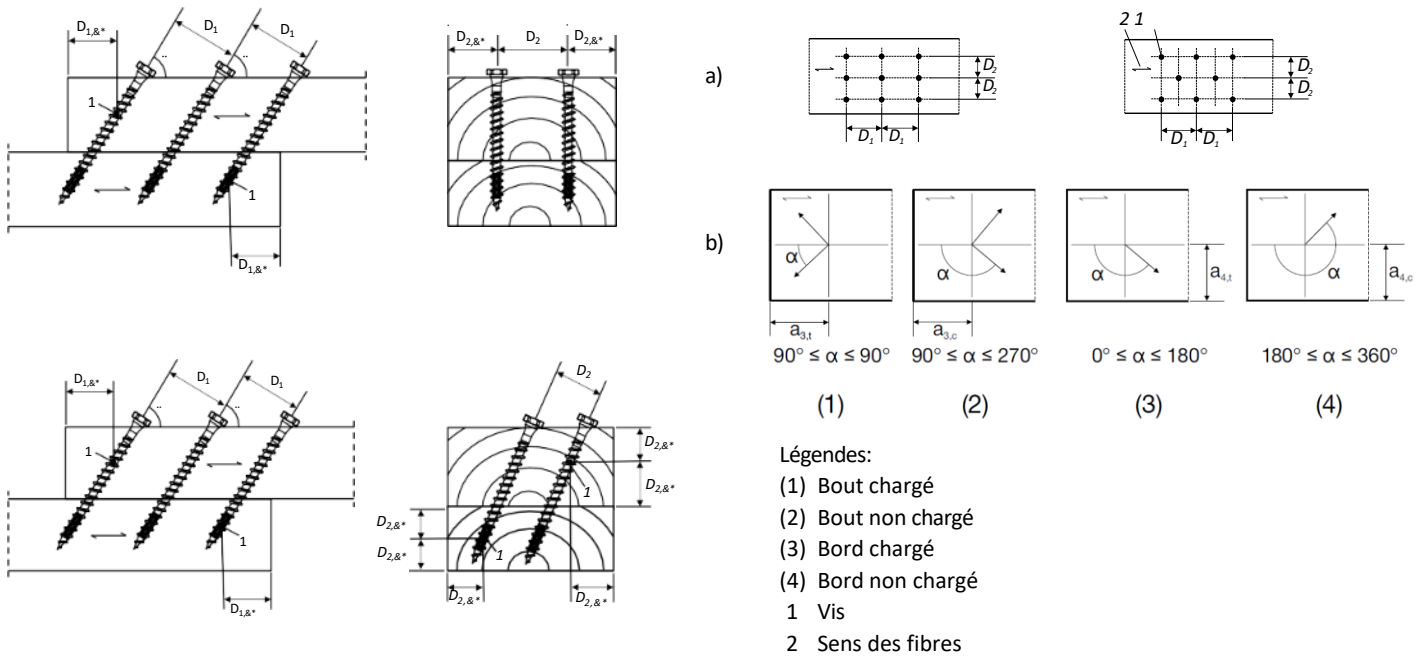 D1,&* D1 D1
.. ..
1
1
D1,&*
D2,&* D2 D2,&*
D1,&* D1 D1
.. ..
1
1
D1,&*
D2
D2,&*
1
D2,&*
D2,&*
D2,&*
1
D2,&* D2,&*
a)
D2
D2
D1 D1
2 1
D2
D2
D1 D1
b)
α α α α
a4,t a4,c
a3,t a3,c
90° ≤ α ≤ 90° 90° ≤ α ≤ 270° 0° ≤ α ≤ 180° 180° ≤ α ≤ 360°
(1) (2) (3) (4)
Légendes:
(1) Bout chargé
(2) Bout non chargé
(3) Bord chargé
(4) Bord non chargé
1 Vis
2 Sens des fibres